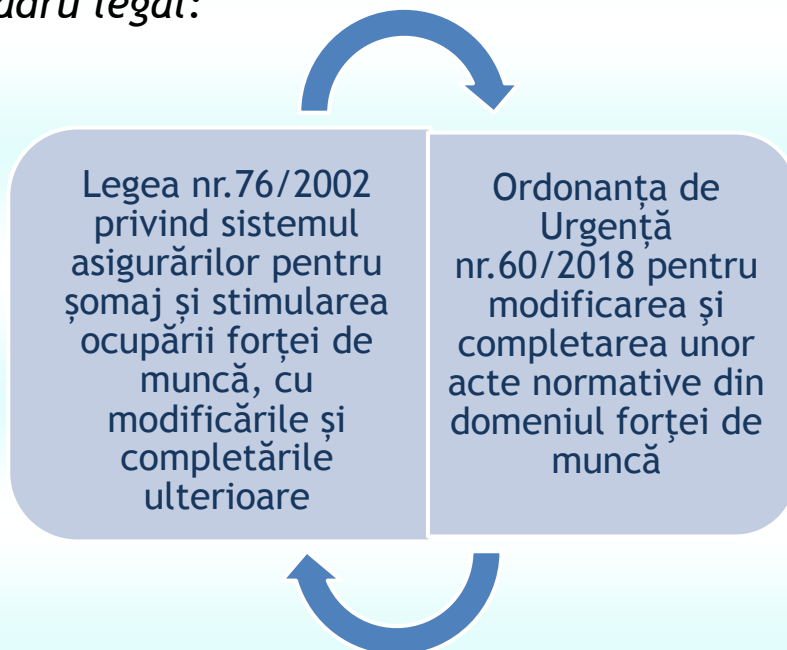 adru legal:
Legea nr.76/2002
privind sistemul
asigurărilor pentru
șomaj și stimularea
ocupării forței de
muncă, cu
modificările și
completările
ulterioare
Ordonanța de
Urgență
nr.60/2018 pentru
modificarea şi
completarea unor
acte normative din
domeniul forţei de
muncă